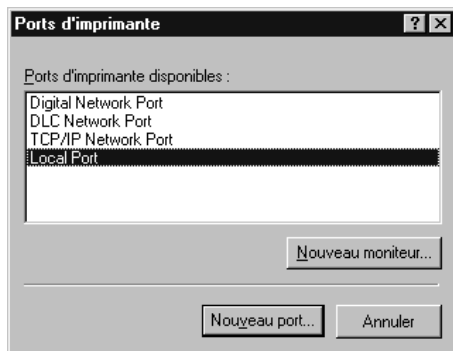 Ports d'imprimante
Ports d'imprimante disponibles :
Digital Network Port
DLC Network Port
TCP/IP Network Port
Local Port
Nouveau moniteur...
Nouveau port...
Annuler